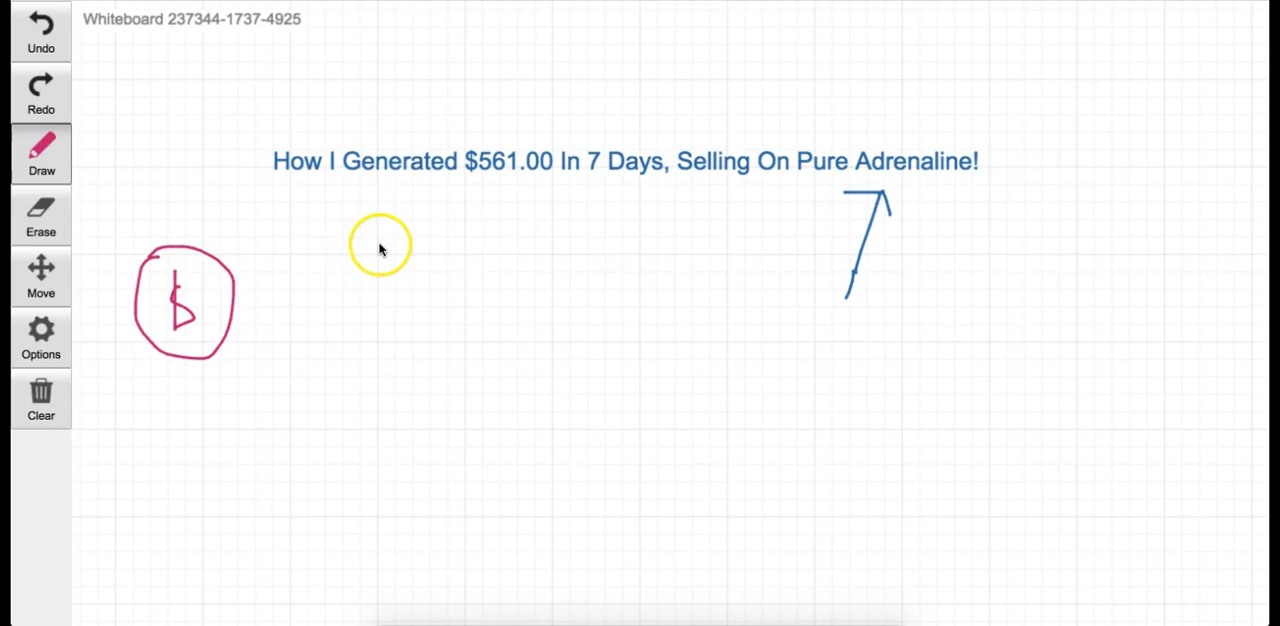 Whiteboard 237344-1737-4925
Undo
Redo
Draw
Erase
Move
Options
Clear
How I Generated $561.00 In 7 Days, Selling On Pure Adrenaline!
$